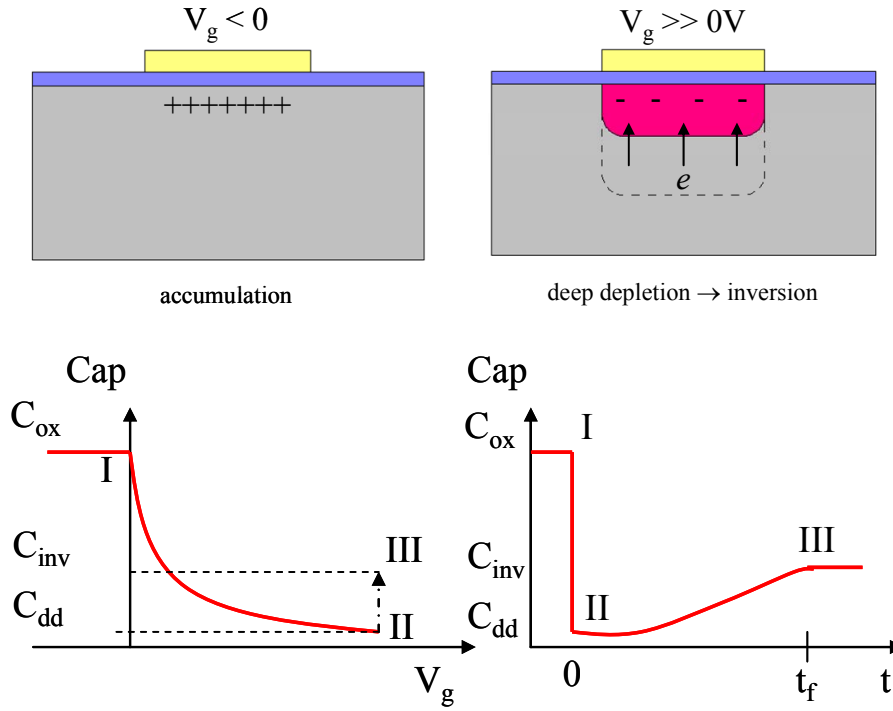 V_g < 0
V_g >> 0V
+++++++
- - - -
e
accumulation
deep depletion → inversion
Cap
C_ox
I
C_inv
III
C_dd
II
V_g
Cap
C_ox
I
C_inv
III
C_dd
II
0
t_f
t